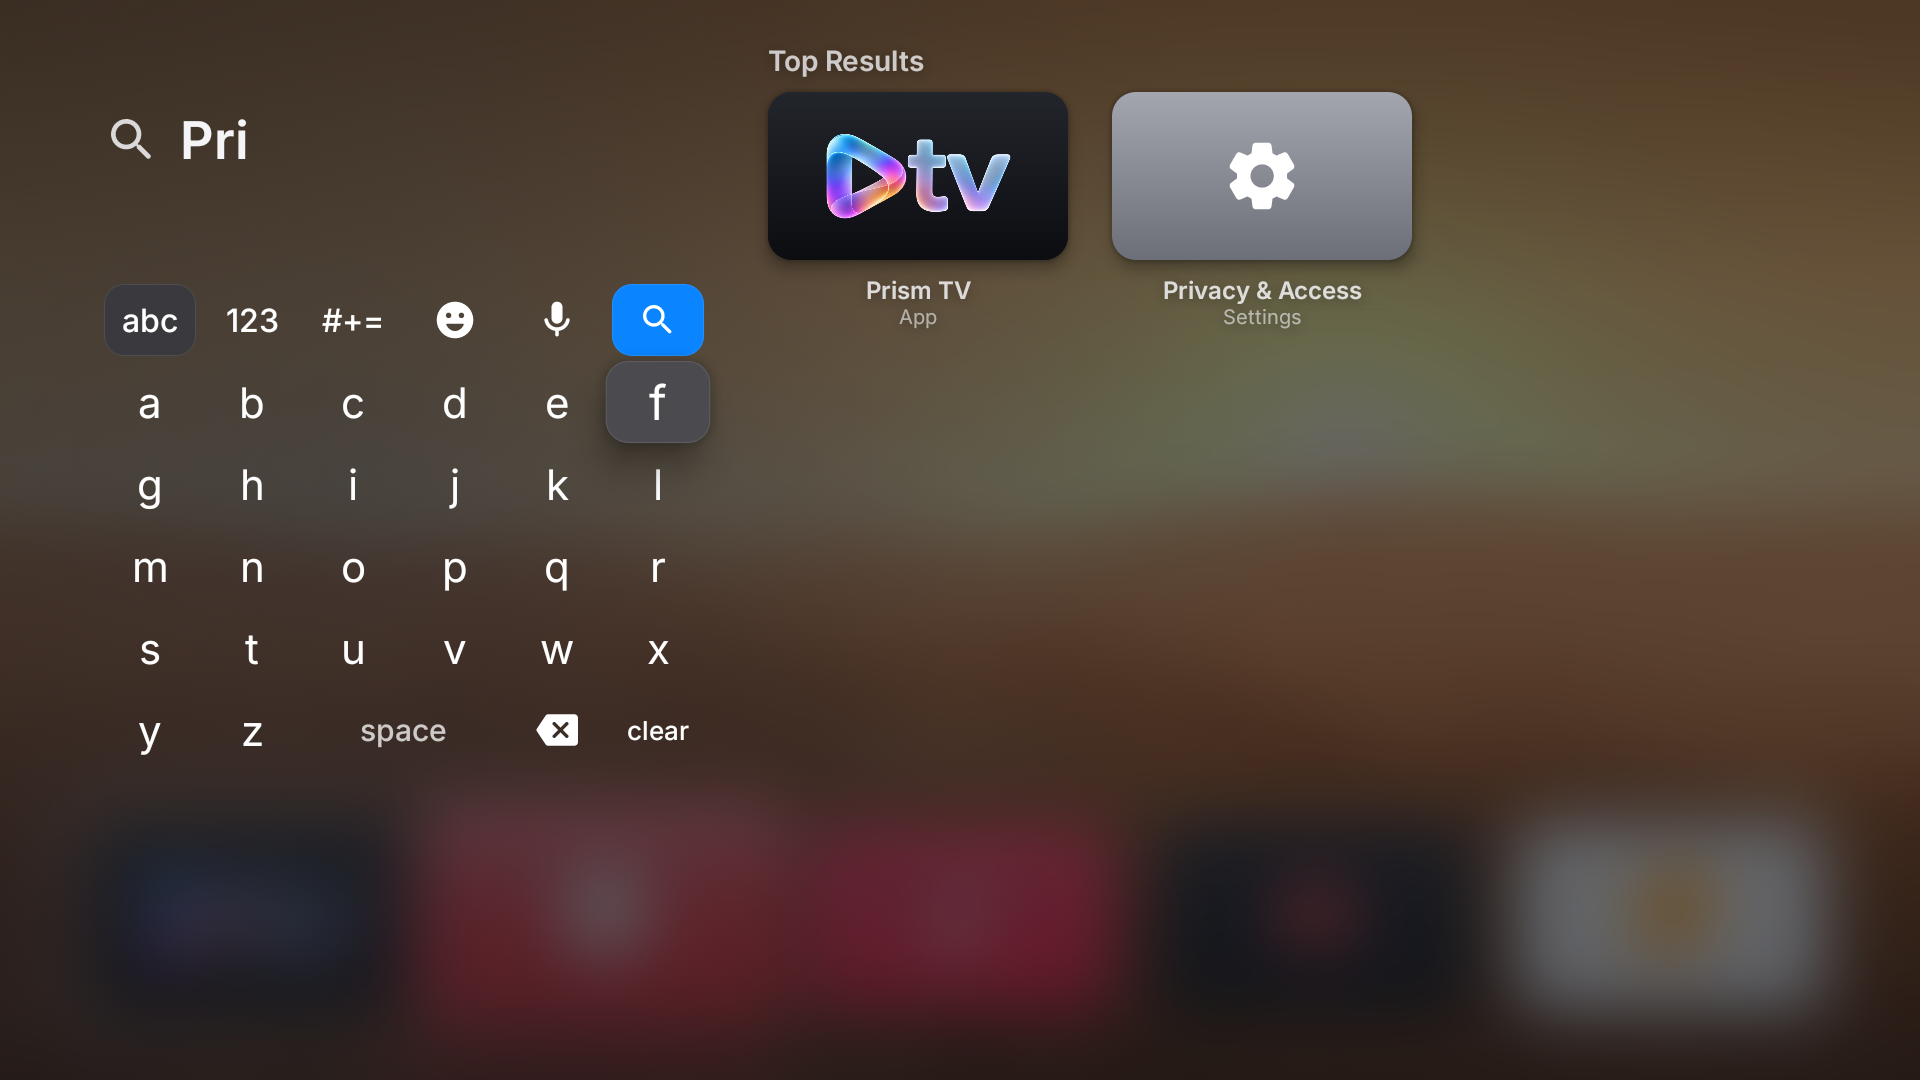 Pri
abc 123 #+=
a b c d e f
g h i j k l
m n o p q r
s t u v w x
y z space clear
Top Results
tv
Prism TV
App
Privacy & Access
Settings